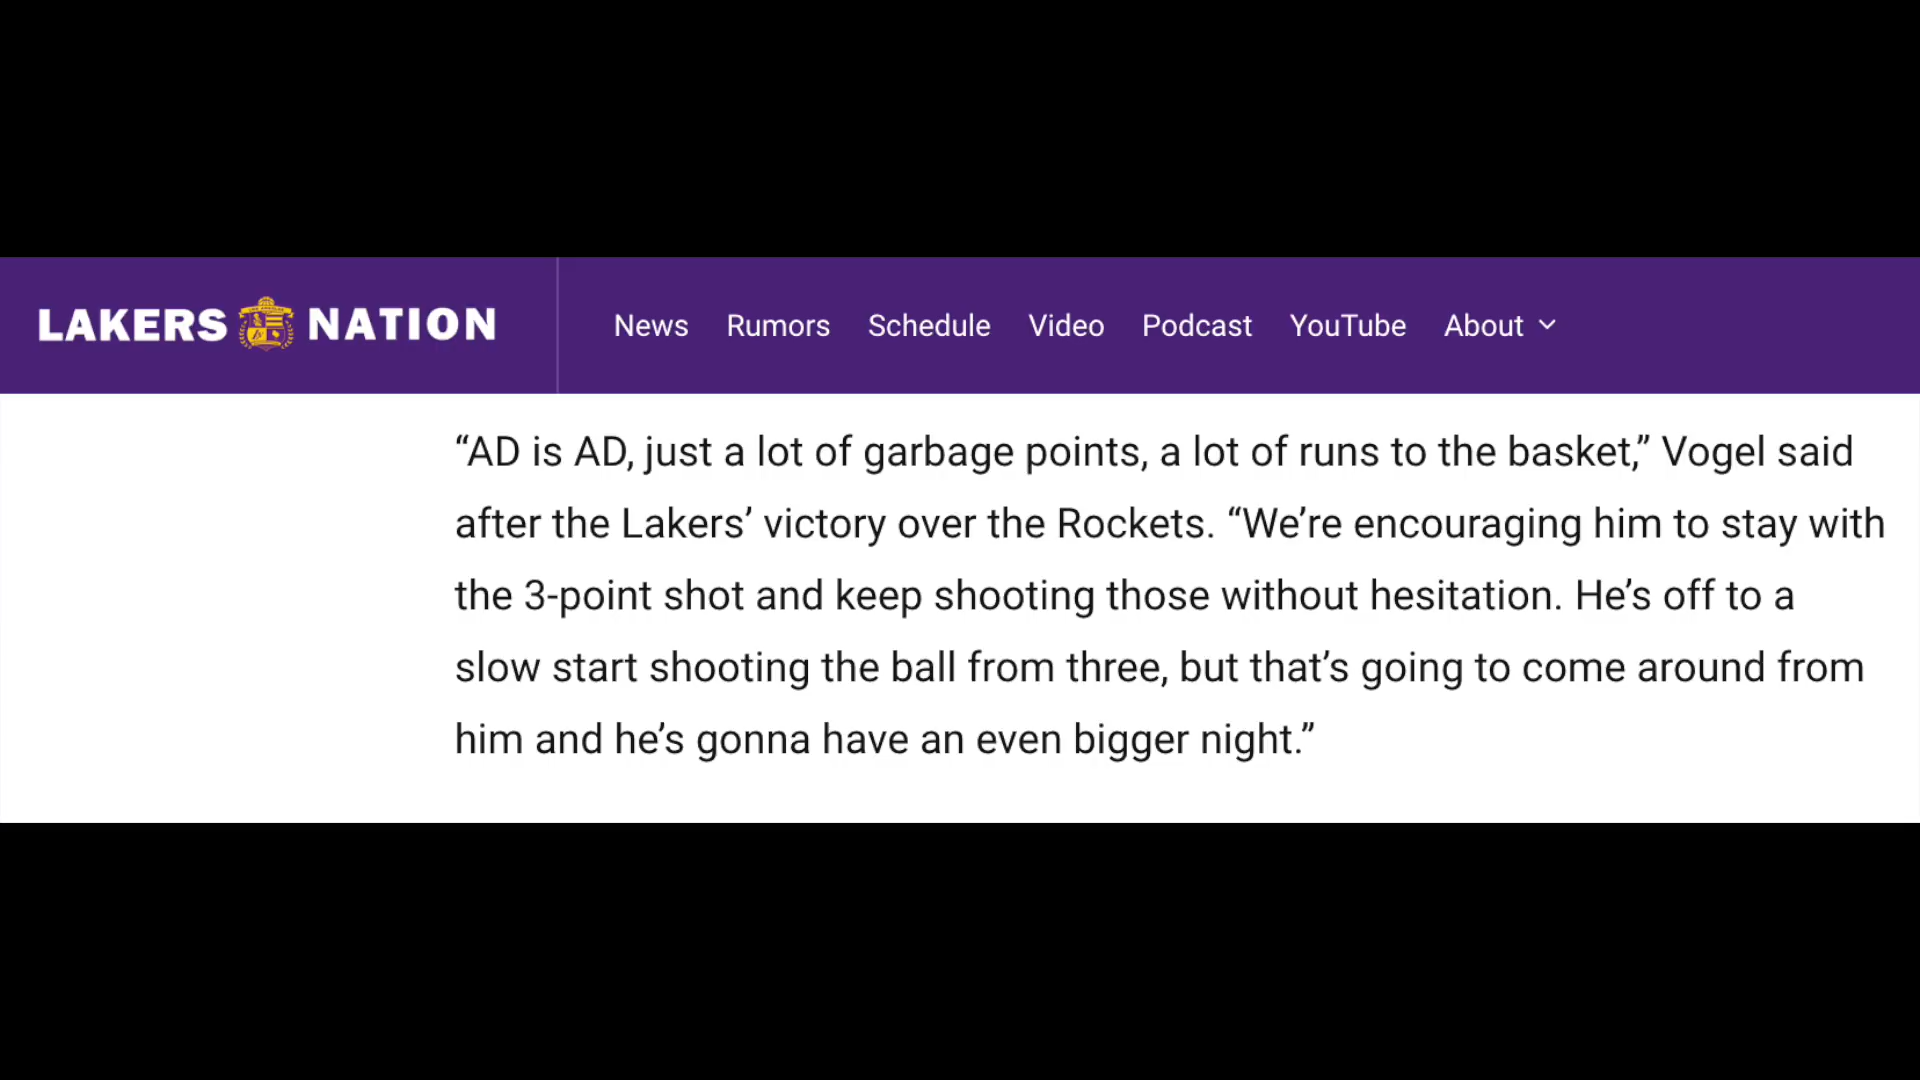 LAKERS NATION
News Rumors Schedule Video Podcast YouTube About
“AD is AD, just a lot of garbage points, a lot of runs to the basket,” Vogel said
after the Lakers’ victory over the Rockets. “We’re encouraging him to stay with
the 3-point shot and keep shooting those without hesitation. He’s off to a
slow start shooting the ball from three, but that’s going to come around from
him and he’s gonna have an even bigger night.”